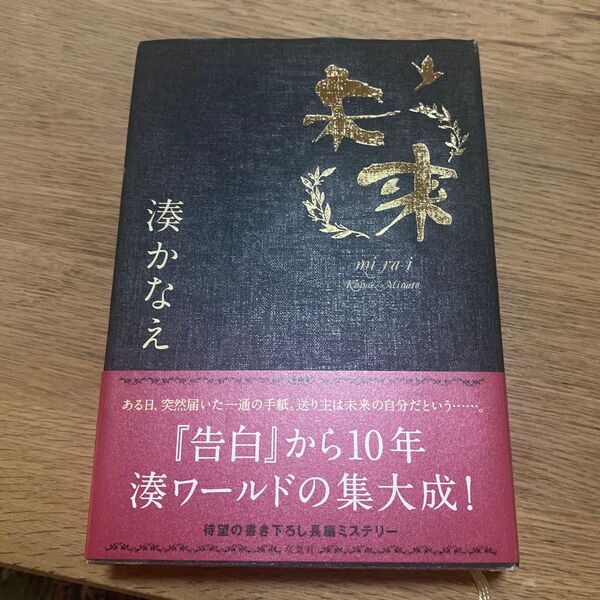 未来
mirai
Kanae Minato
湊かなえ
ある日、突然届いた一通の手紙。送り主は未来の自分だという……。
『告白』から10年
湊ワールドの集大成!
待望の書き下ろし長編ミステリー
双葉社